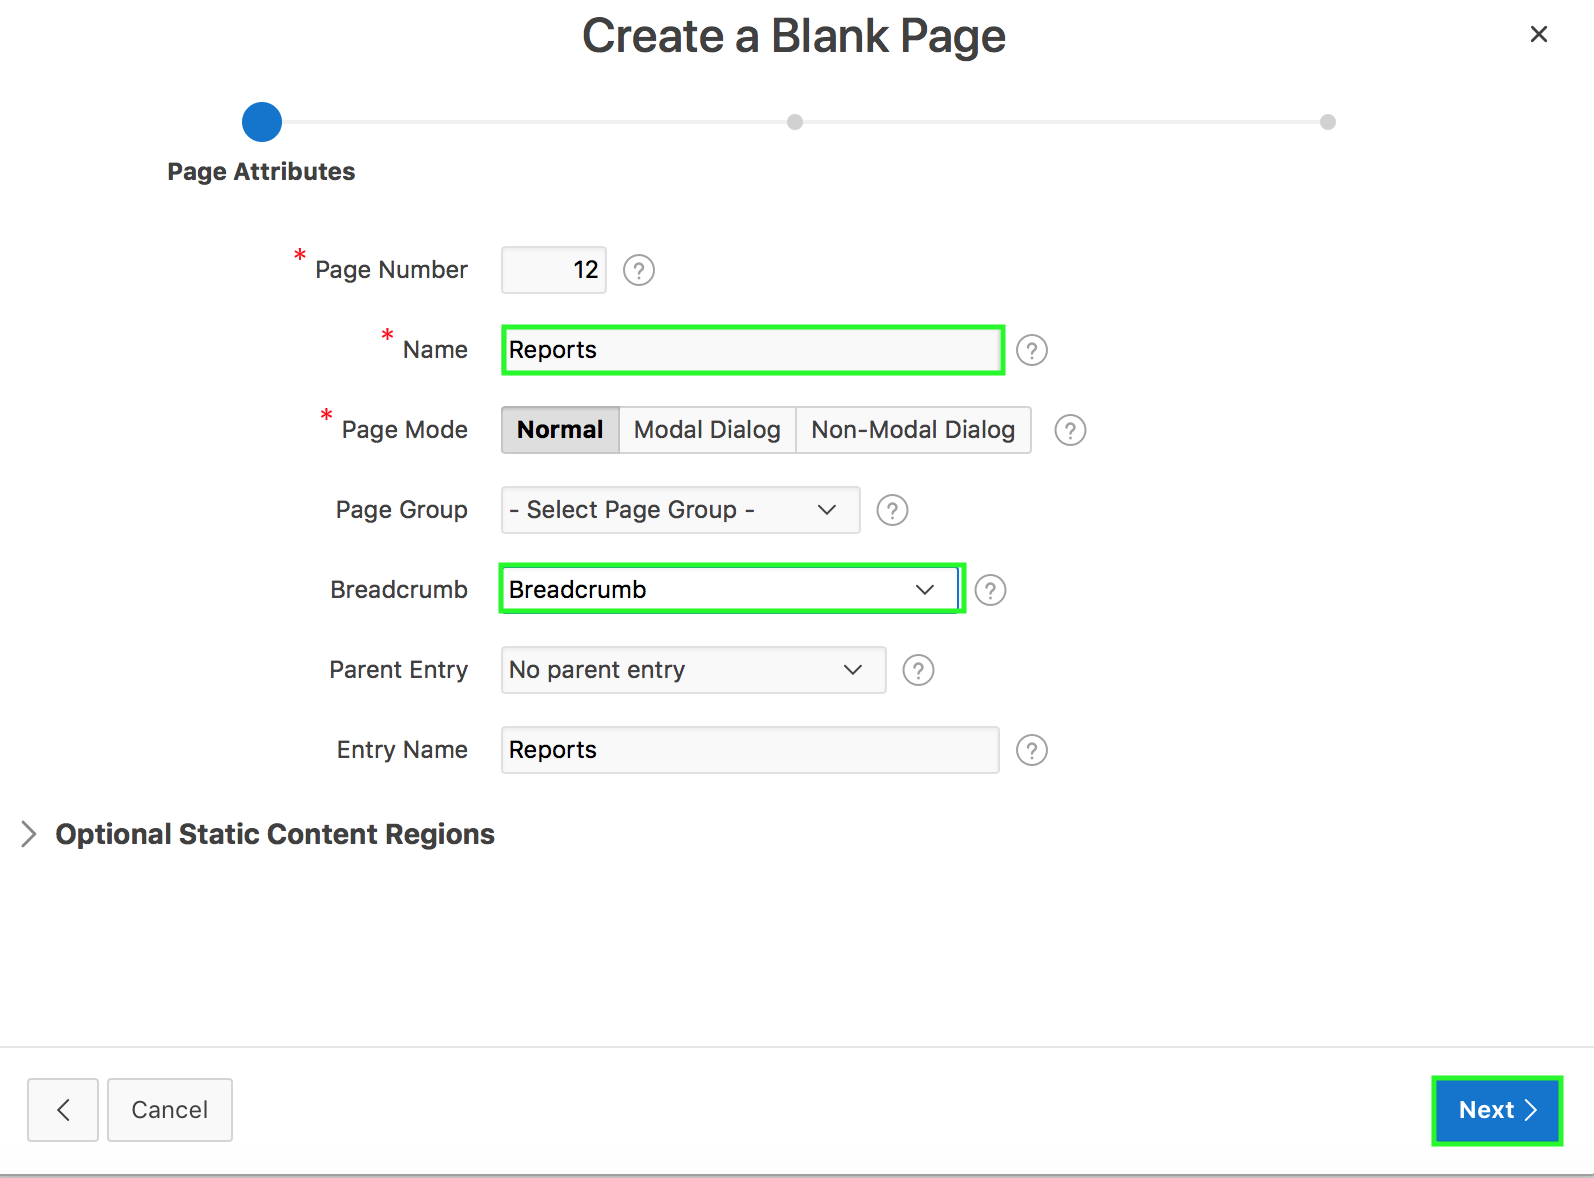 Create a Blank Page
Page Attributes
* Page Number 12 ?
* Name Reports ?
* Page Mode Normal Modal Dialog Non-Modal Dialog ?
Page Group - Select Page Group - ?
Breadcrumb Breadcrumb ?
Parent Entry No parent entry ?
Entry Name Reports ?
Optional Static Content Regions
Cancel Next